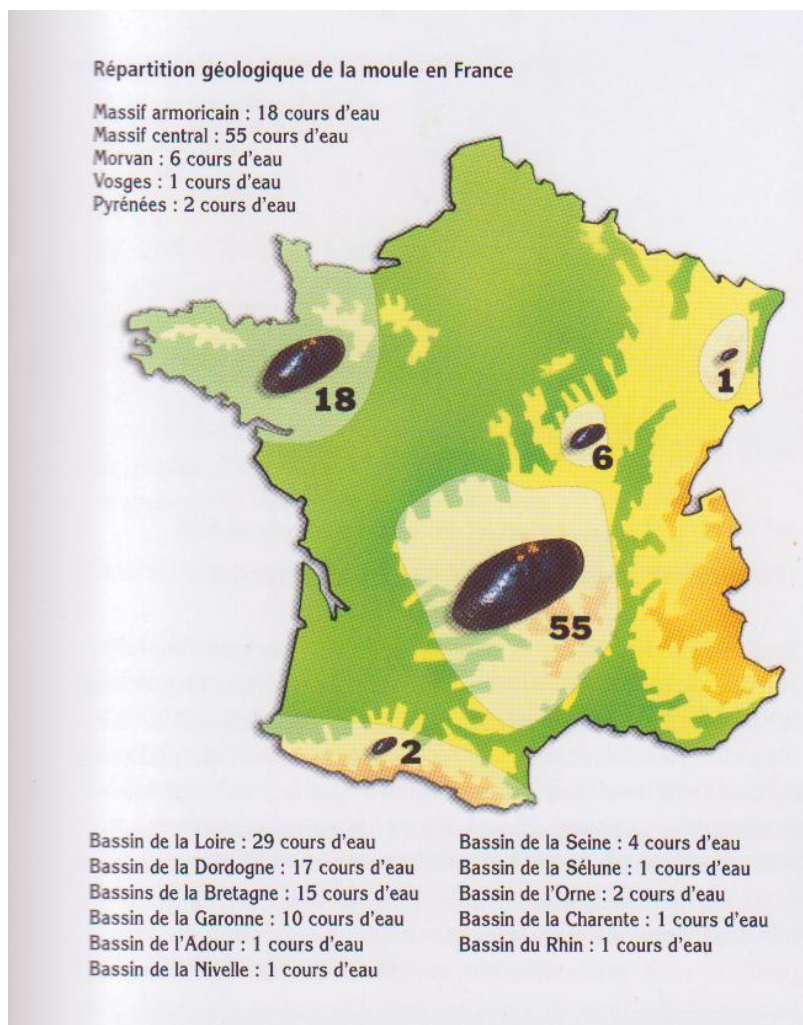 Répartition géologique de la moule en France
Massif armoricain : 18 cours d'eau
Massif central : 55 cours d'eau
Morvan : 6 cours d'eau
Vosges : 1 cours d'eau
Pyrénées : 2 cours d'eau
1
18
6
55
2
Bassin de la Loire : 29 cours d'eau
Bassin de la Dordogne : 17 cours d'eau
Bassins de la Bretagne : 15 cours d'eau
Bassin de la Garonne : 10 cours d'eau
Bassin de l'Adour : 1 cours d'eau
Bassin de la Nivelle : 1 cours d'eau
Bassin de la Seine : 4 cours d'eau
Bassin de la Sélune : 1 cours d'eau
Bassin de l'Orne : 2 cours d'eau
Bassin de la Charente : 1 cours d'eau
Bassin du Rhin : 1 cours d'eau